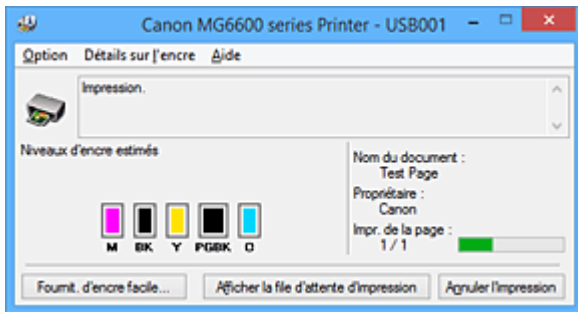 Canon MG6600 series Printer - USB001
Option Détails sur l'encre Aide
Impression.
Niveaux d'encre estimés
Nom du document :
Test Page
Propriétaire :
Canon
Impr. de la page :
1 / 1
M BK Y PGBK C
Fournit. d'encre facile... Afficher la file d'attente d'impression Annuler l'impression